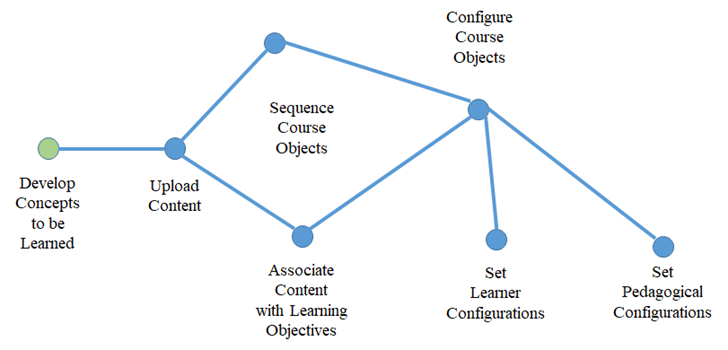 Configure
Course
Objects
Sequence
Course
Objects
Develop
Concepts
to be
Learned
Upload
Content
Associate
Content
with Learning
Objectives
Set
Learner
Configurations
Set
Pedagogical
Configurations